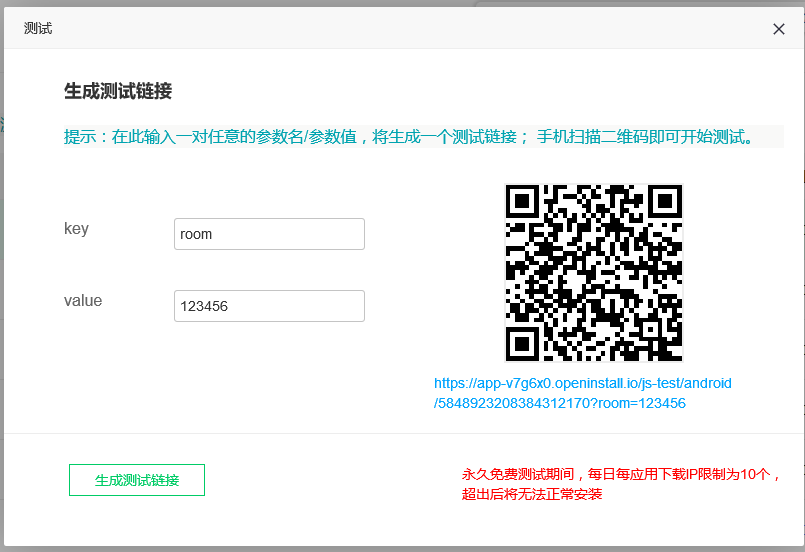 测试
生成测试链接
提示：在此输入一对任意的参数名/参数值，将生成一个测试链接； 手机扫描二维码即可开始测试。
key
room
value
123456
https://app-v7g6x0.openinstall.io/js-test/android
/5848923208384312170?room=123456
生成测试链接
永久免费测试期间，每日每应用下载IP限制为10个，
超出后将无法正常安装